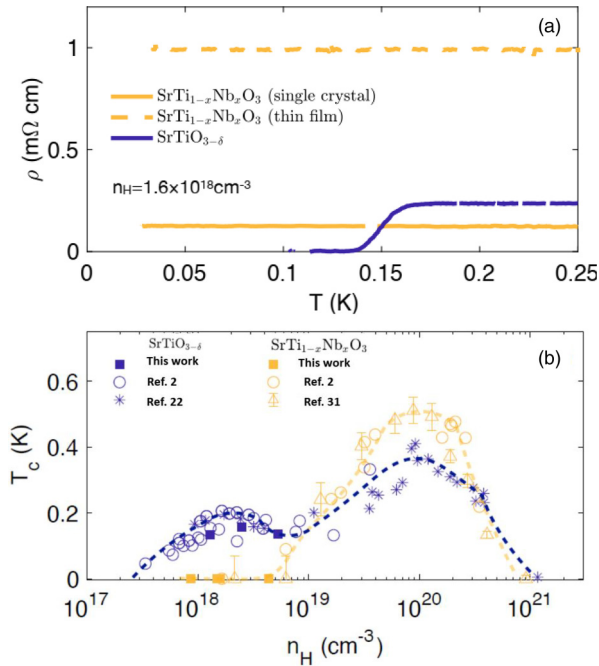 (a)
1
SrTi₁₋ₓNbₓO₃ (single crystal)
SrTi₁₋ₓNbₓO₃ (thin film)
SrTiO₃₋δ
0.5
ρ (mΩ cm)
n_H=1.6×10¹⁸cm⁻³
0
0 0.05 0.1 0.15 0.2 0.25
T (K)
(b)
SrTiO₃₋δ SrTi₁₋ₓNbₓO₃
This work This work
Ref. 2 Ref. 2
Ref. 22 Ref. 31
0.6
0.4
0.2
0
T_c (K)
10¹⁷ 10¹⁸ 10¹⁹ 10²⁰ 10²¹
n_H (cm⁻³)